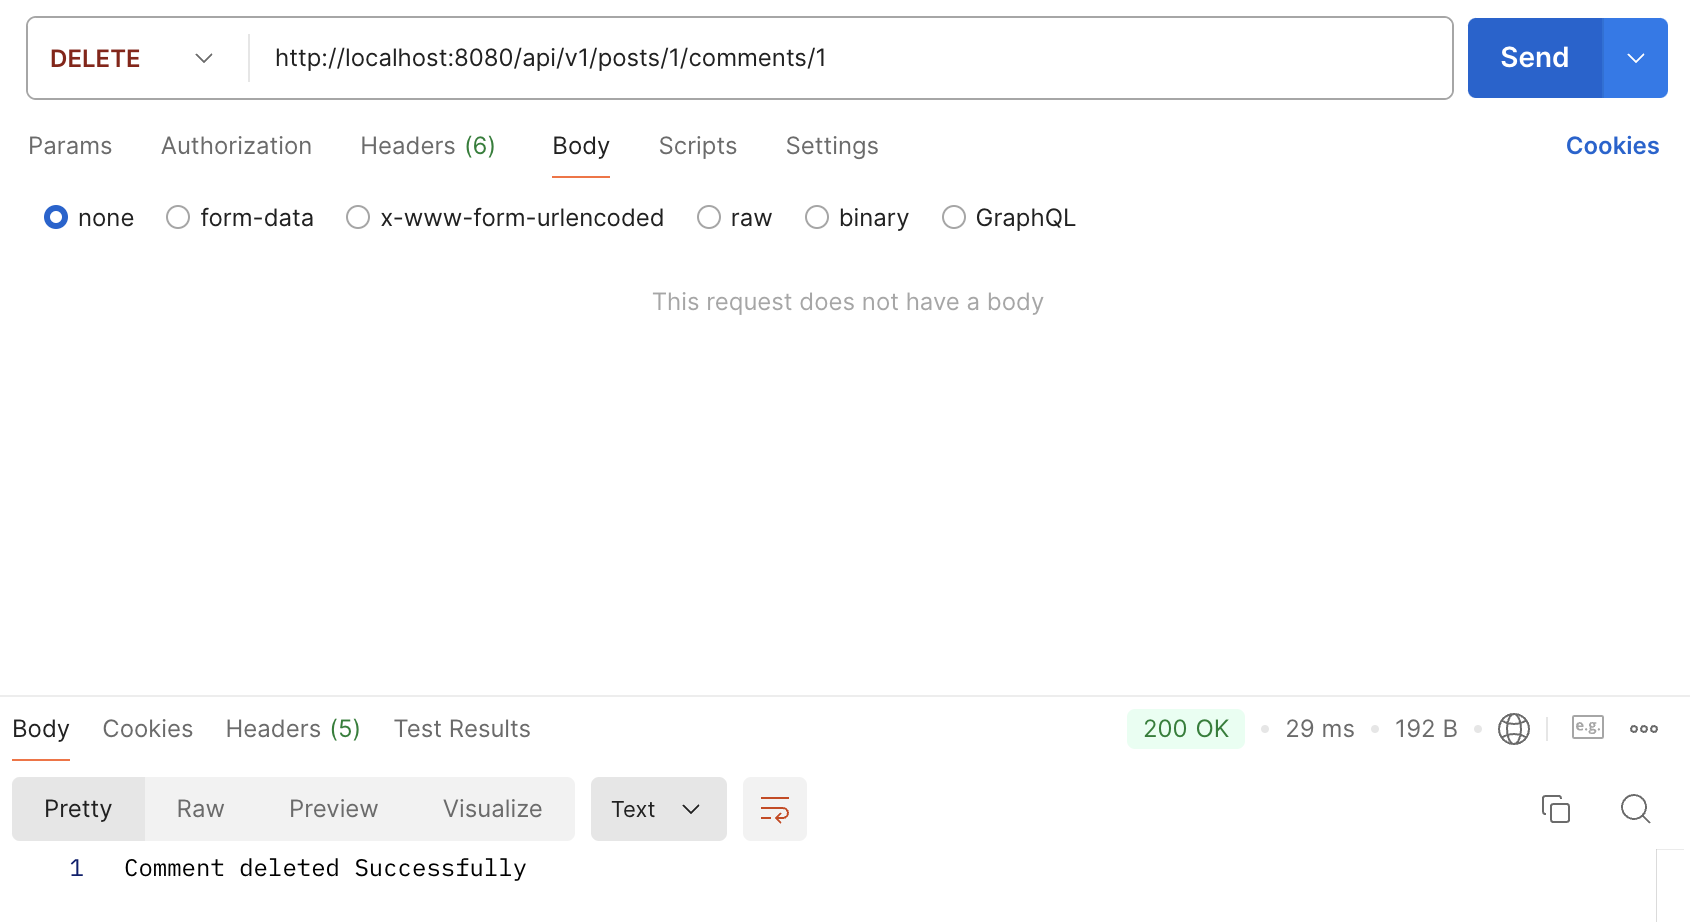 DELETE http://localhost:8080/api/v1/posts/1/comments/1 Send
Params Authorization Headers (6) Body Scripts Settings Cookies
none form-data x-www-form-urlencoded raw binary GraphQL
This request does not have a body
Body Cookies Headers (5) Test Results 200 OK 29 ms 192 B e.g.
Pretty Raw Preview Visualize Text
1 Comment deleted Successfully